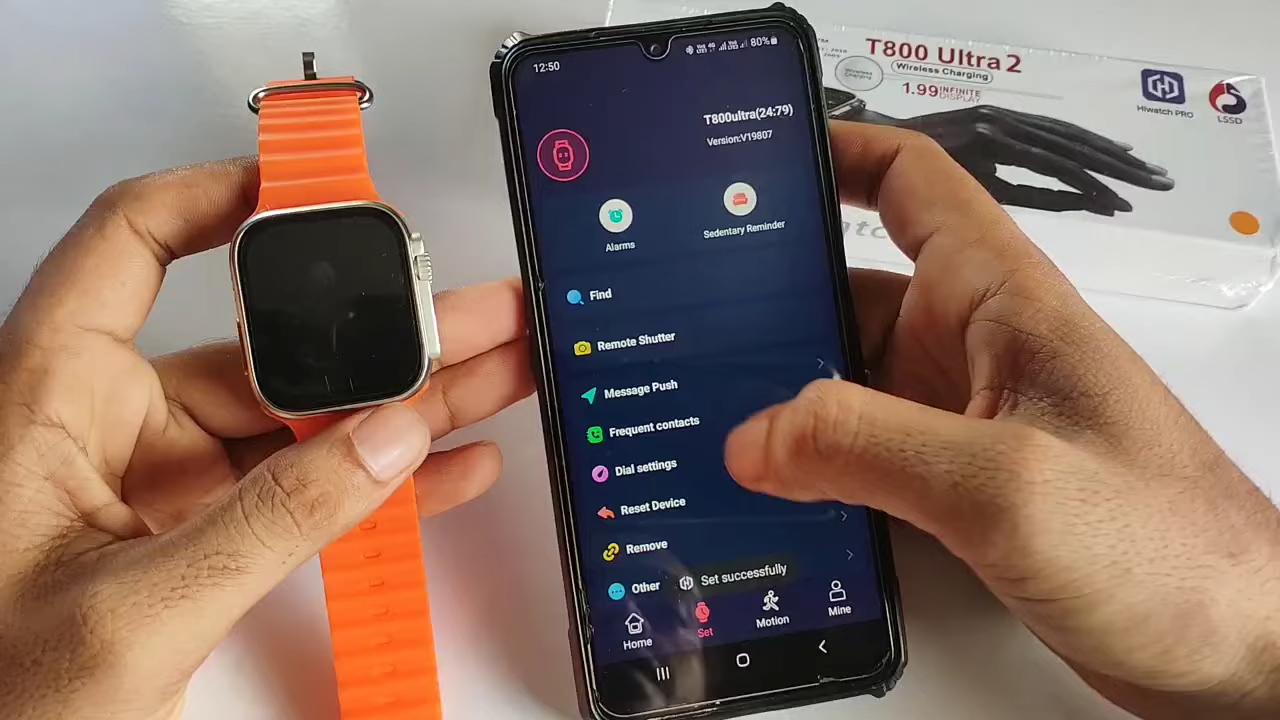 12:50
80%
T800ultra(24:79)
Version:V19807
Alarms
Sedentary Reminder
Find
Remote Shutter
Message Push
Frequent contacts
Dial settings
Reset Device
Remove
Other
Set successfully
Home
Set
Motion
Mine
T800 Ultra2
Wireless Charging
1.99 INFINITE DISPLAY
Hiwatch PRO
LSSD